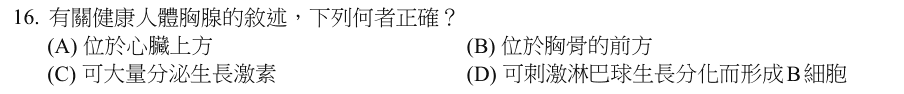 16. 有關健康人體胸腺的敘述，下列何者正確？
(A) 位於心臟上方 (B) 位於胸骨的前方
(C) 可大量分泌生長激素 (D) 可刺激淋巴球生長分化而形成B細胞